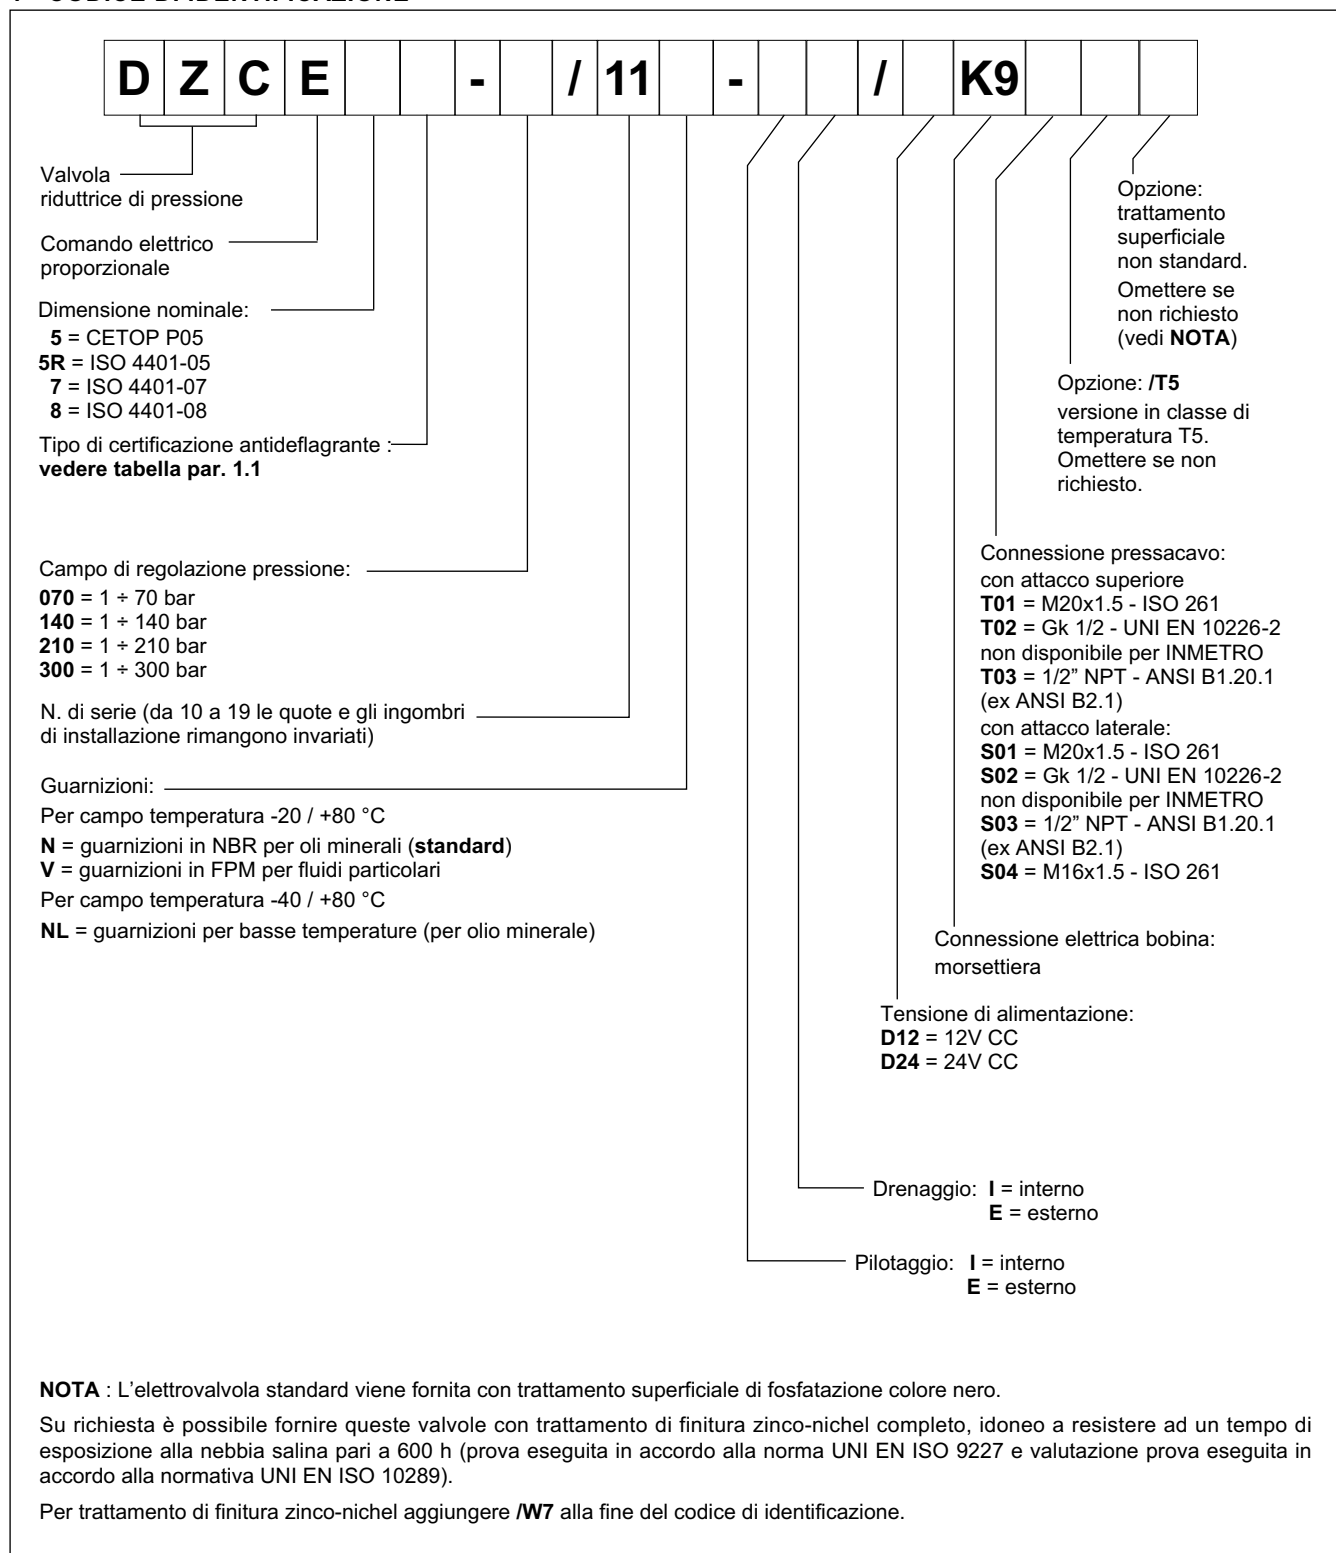 D Z C E - / 11 - / K9
Valvola
riduttrice di pressione
Comando elettrico
proporzionale
Dimensione nominale:
5 = CETOP P05
5R = ISO 4401-05
7 = ISO 4401-07
8 = ISO 4401-08
Tipo di certificazione antideflagrante :
vedere tabella par. 1.1
Campo di regolazione pressione:
070 = 1 ÷ 70 bar
140 = 1 ÷ 140 bar
210 = 1 ÷ 210 bar
300 = 1 ÷ 300 bar
N. di serie (da 10 a 19 le quote e gli ingombri
di installazione rimangono invariati)
Guarnizioni:
Per campo temperatura -20 / +80 °C
N = guarnizioni in NBR per oli minerali (standard)
V = guarnizioni in FPM per fluidi particolari
Per campo temperatura -40 / +80 °C
NL = guarnizioni per basse temperature (per olio minerale)
Opzione:
trattamento
superficiale
non standard.
Omettere se
non richiesto
(vedi NOTA)
Opzione: /T5
versione in classe di
temperatura T5.
Omettere se non
richiesto.
Connessione pressacavo:
con attacco superiore
T01 = M20x1.5 - ISO 261
T02 = Gk 1/2 - UNI EN 10226-2
non disponibile per INMETRO
T03 = 1/2” NPT - ANSI B1.20.1
(ex ANSI B2.1)
con attacco laterale:
S01 = M20x1.5 - ISO 261
S02 = Gk 1/2 - UNI EN 10226-2
non disponibile per INMETRO
S03 = 1/2” NPT - ANSI B1.20.1
(ex ANSI B2.1)
S04 = M16x1.5 - ISO 261
Connessione elettrica bobina:
morsettiera
Tensione di alimentazione:
D12 = 12V CC
D24 = 24V CC
Drenaggio: I = interno
E = esterno
Pilotaggio: I = interno
E = esterno
NOTA : L’elettrovalvola standard viene fornita con trattamento superficiale di fosfatazione colore nero.
Su richiesta è possibile fornire queste valvole con trattamento di finitura zinco-nichel completo, idoneo a resistere ad un tempo di
esposizione alla nebbia salina pari a 600 h (prova eseguita in accordo alla norma UNI EN ISO 9227 e valutazione prova eseguita in
accordo alla normativa UNI EN ISO 10289).
Per trattamento di finitura zinco-nichel aggiungere /W7 alla fine del codice di identificazione.